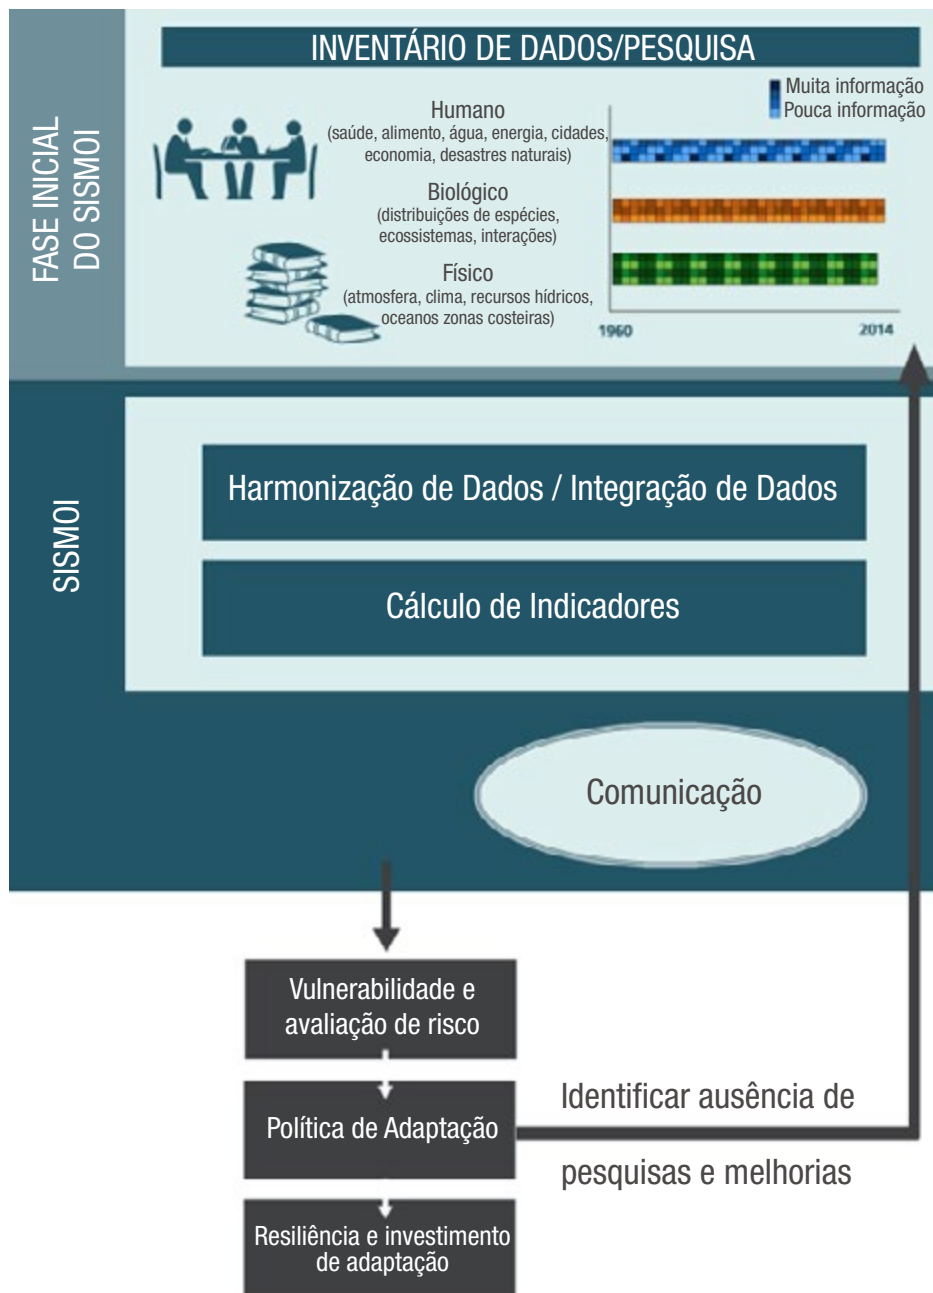 INVENTÁRIO DE DADOS/PESQUISA
FASE INICIAL
DO SISMOI
Humano
(saúde, alimento, água, energia, cidades,
economia, desastres naturais)
Biológico
(distribuições de espécies,
ecossistemas, interações)
Físico
(atmosfera, clima, recursos hídricos,
oceanos zonas costeiras)
Muita informação
Pouca informação
1960
2014
SISMOI
Harmonização de Dados / Integração de Dados
Cálculo de Indicadores
Comunicação
Vulnerabilidade e
avaliação de risco
Política de Adaptação
Identificar ausência de
pesquisas e melhorias
Resiliência e investimento
de adaptação